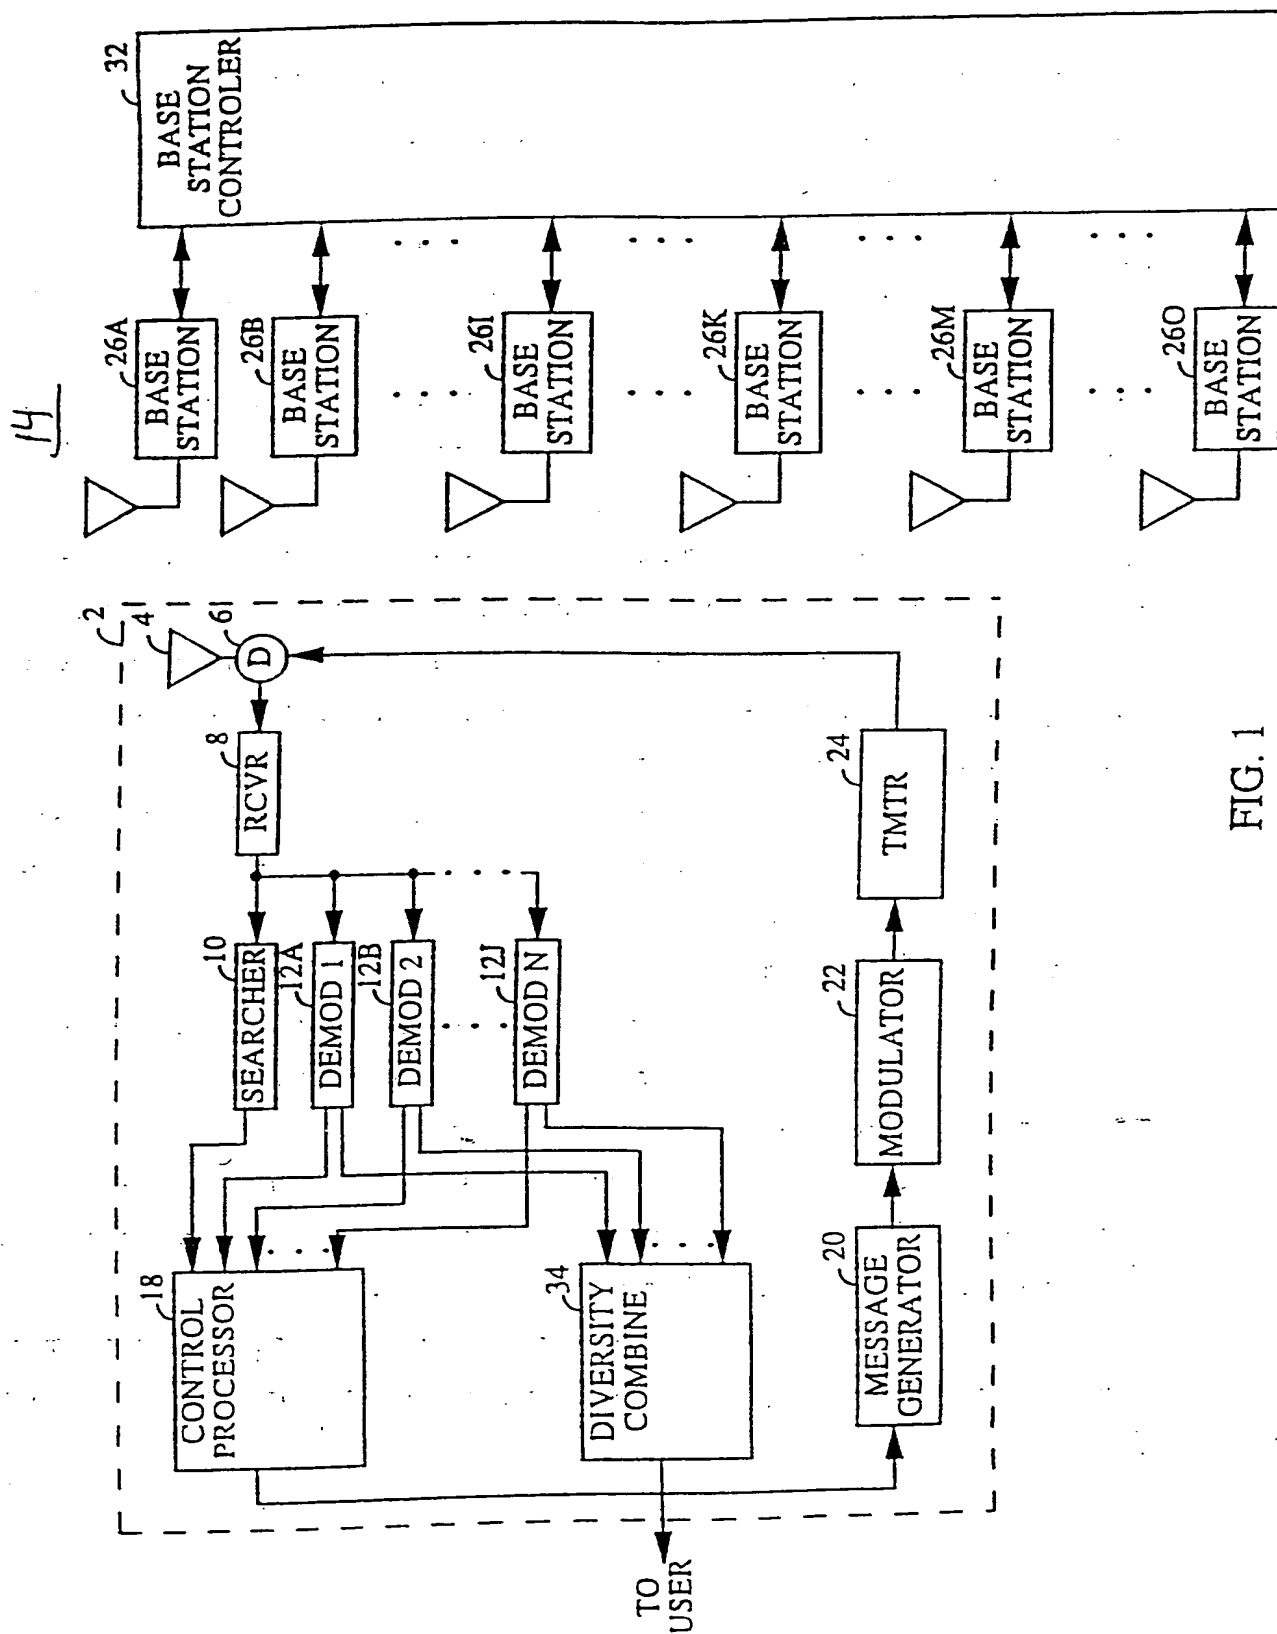 14
32
BASE
STATION
CONTROLER
26A
BASE
STATION
26B
BASE
STATION
26I
BASE
STATION
26K
BASE
STATION
26M
BASE
STATION
26O
BASE
STATION
2
4
6
D
8
RCVR
10
SEARCHER
12A
DEMOD 1
12B
DEMOD 2
12J
DEMOD N
18
CONTROL
PROCESSOR
34
DIVERSITY
COMBINE
20
MESSAGE
GENERATOR
22
MODULATOR
24
TMTR
TO
USER
FIG. 1